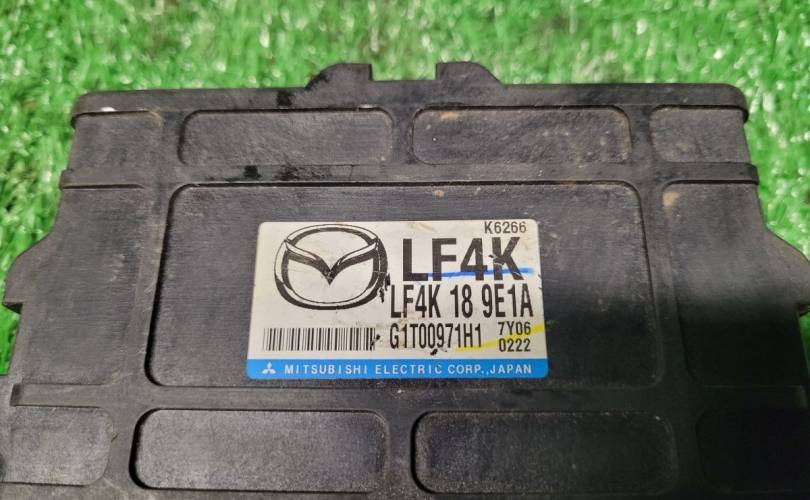 K6266
LF4K
LF4K 18 9E1A
G1T00971H1 7Y06
0222
MITSUBISHI ELECTRIC CORP., JAPAN